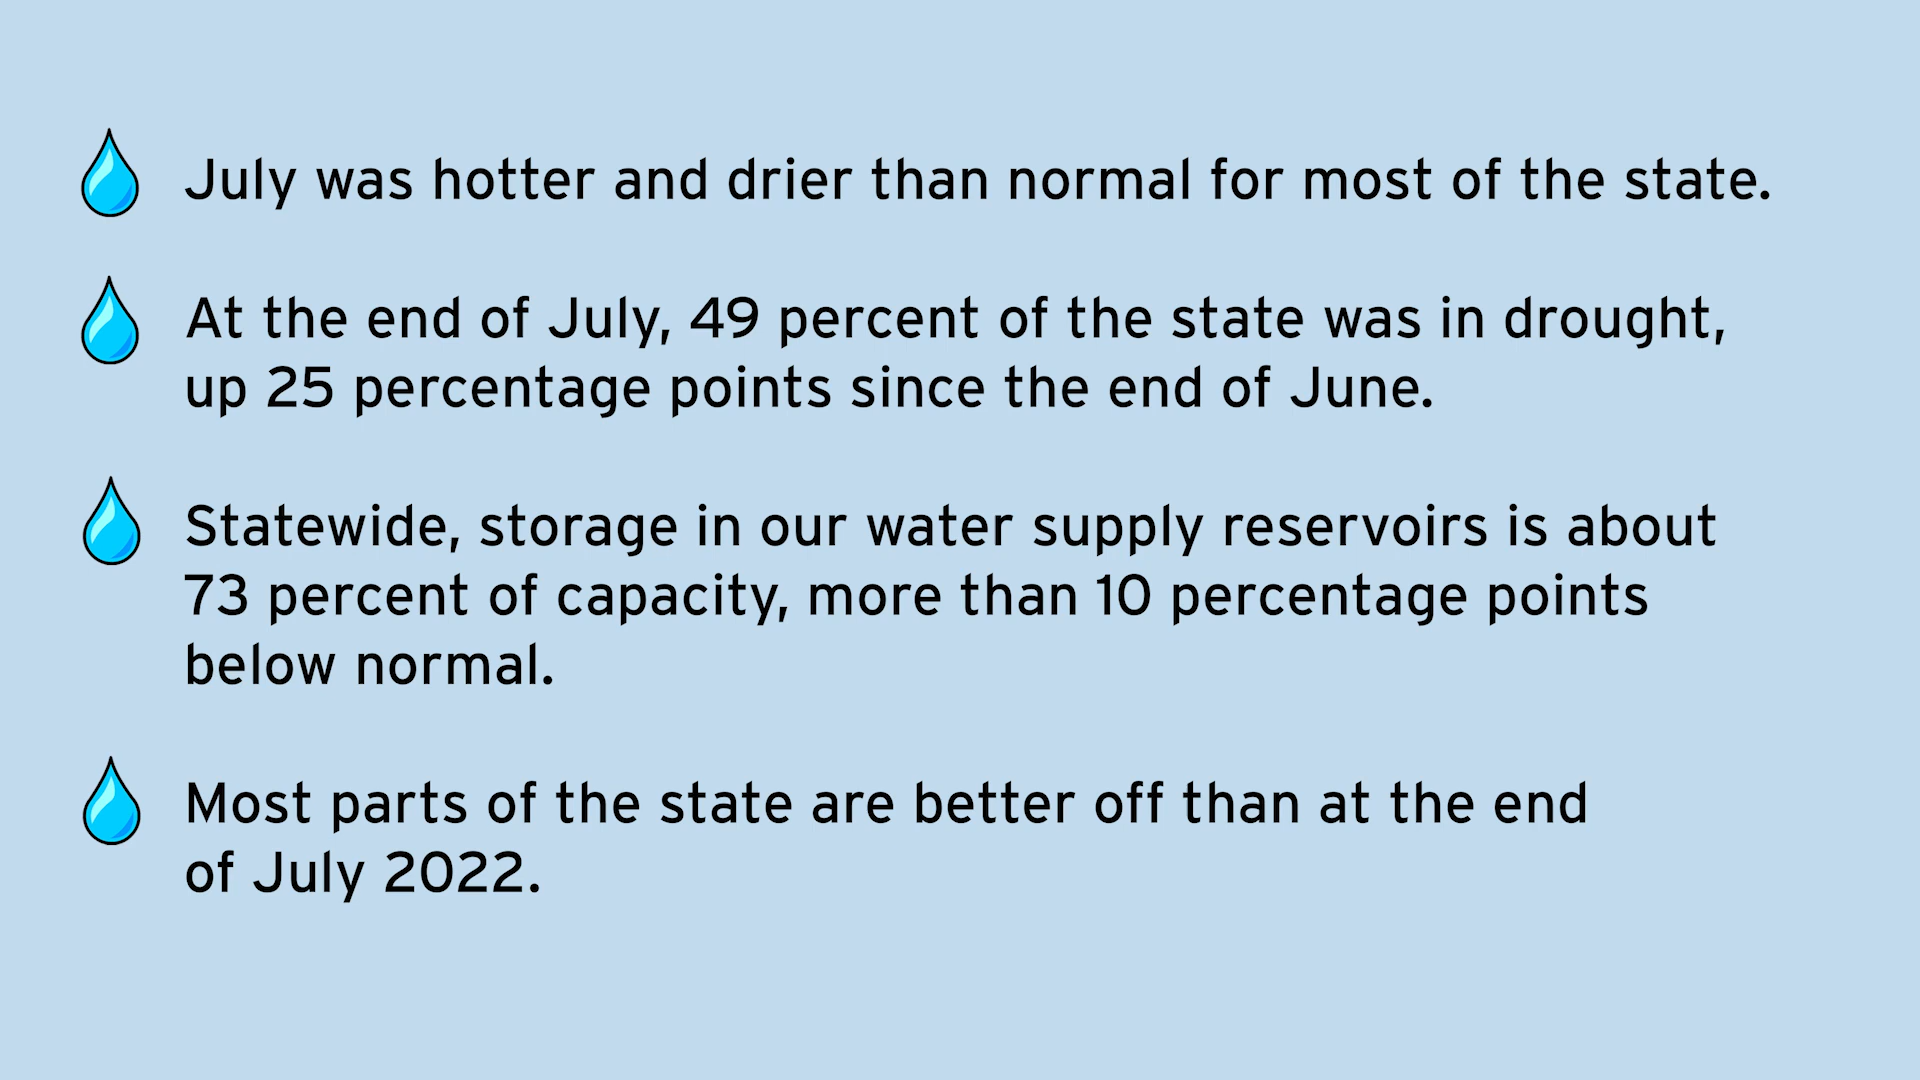 July was hotter and drier than normal for most of the state.
At the end of July, 49 percent of the state was in drought,
up 25 percentage points since the end of June.
Statewide, storage in our water supply reservoirs is about
73 percent of capacity, more than 10 percentage points
below normal.
Most parts of the state are better off than at the end
of July 2022.